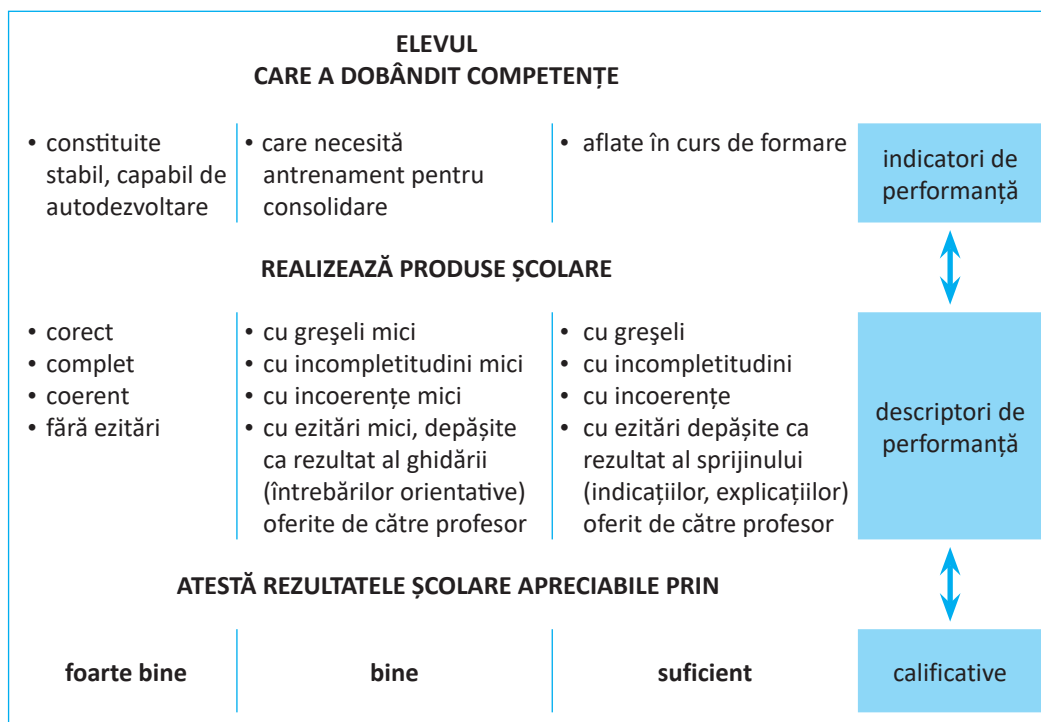 ELEVUL
CARE A DOBÂNDIT COMPETENȚE
• constituite
stabil, capabil de
autodezvoltare
• care necesită
antrenament pentru
consolidare
• aflate în curs de formare
indicatori de
performanță
REALIZEAZĂ PRODUSE ȘCOLARE
• corect
• complet
• coerent
• fără ezitări
• cu greşeli mici
• cu incompletitudini mici
• cu incoerențe mici
• cu ezitări mici, depășite
ca rezultat al ghidării
(întrebărilor orientative)
oferite de către profesor
• cu greşeli
• cu incompletitudini
• cu incoerențe
• cu ezitări depășite ca
rezultat al sprijinului
(indicațiilor, explicațiilor)
oferit de către profesor
descriptori de
performanță
ATESTĂ REZULTATELE ȘCOLARE APRECIABILE PRIN
foarte bine
bine
suficient
calificative